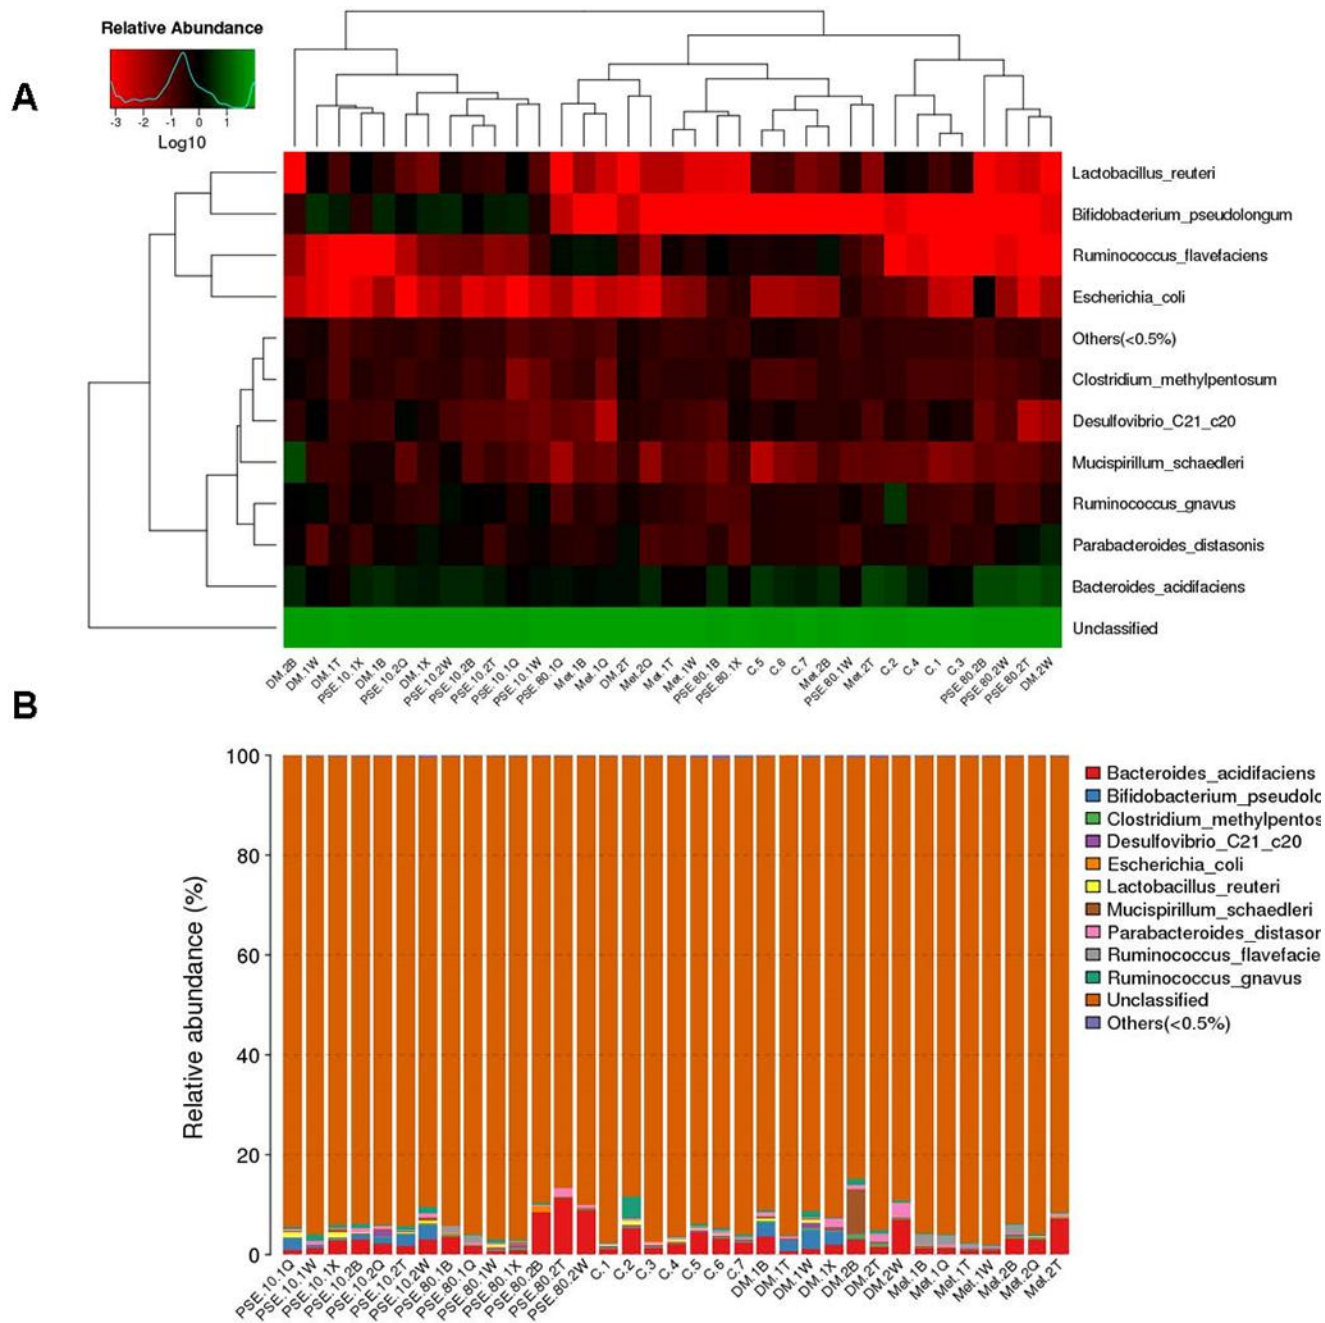 Relative Abundance
A
-3 -2 -1 0 1
Log10
Lactobacillus_reuteri
Bifidobacterium_pseudolongum
Ruminococcus_flavefaciens
Escherichia_coli
Others(<0.5%)
Clostridium_methylpentosum
Desulfovibrio_C21_c20
Mucispirillum_schaedleri
Ruminococcus_gnavus
Parabacteroides_distasonis
Bacteroides_acidifaciens
Unclassified
DM.2B
DM.1W
DM.1T
PSE.10.1X
DM.1B
PSE.10.2Q
DM.1X
PSE.10.2W
PSE.10.2B
PSE.10.2T
PSE.10.1Q
PSE.10.1W
PSE.80.1Q
Met.1B
Met.1Q
DM.2T
Met.2Q
Met.1T
Met.1W
PSE.80.1B
PSE.80.1X
C.5
C.6
C.7
Met.2B
PSE.80.1W
Met.2T
C.2
C.4
C.1
C.3
PSE.80.2B
PSE.80.2W
PSE.80.2T
DM.2W
B
Relative abundance (%)
100
80
60
40
20
0
Bacteroides_acidifaciens
Bifidobacterium_pseudolo
Clostridium_methylpentos
Desulfovibrio_C21_c20
Escherichia_coli
Lactobacillus_reuteri
Mucispirillum_schaedleri
Parabacteroides_distasor
Ruminococcus_flavefacie
Ruminococcus_gnavus
Unclassified
Others(<0.5%)
PSE.10.1Q
PSE.10.1W
PSE.10.1X
PSE.10.2B
PSE.10.2Q
PSE.10.2T
PSE.10.2W
PSE.80.1B
PSE.80.1Q
PSE.80.1W
PSE.80.1X
PSE.80.2B
PSE.80.2T
PSE.80.2W
C.1
C.2
C.3
C.4
C.5
C.6
C.7
DM.1B
DM.1T
DM.1W
DM.1X
DM.2B
DM.2T
DM.2W
Met.1B
Met.1Q
Met.1T
Met.1W
Met.2B
Met.2Q
Met.2T